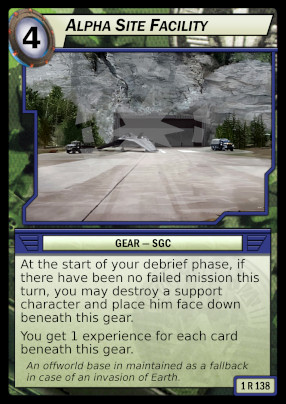 4
ALPHA SITE FACILITY
GEAR — SGC
At the start of your debrief phase, if
there have been no failed mission this
turn, you may destroy a support
character and place him face down
beneath this gear.
You get 1 experience for each card
beneath this gear.
An offworld base in maintained as a fallback
in case of an invasion of Earth.
1 R 138